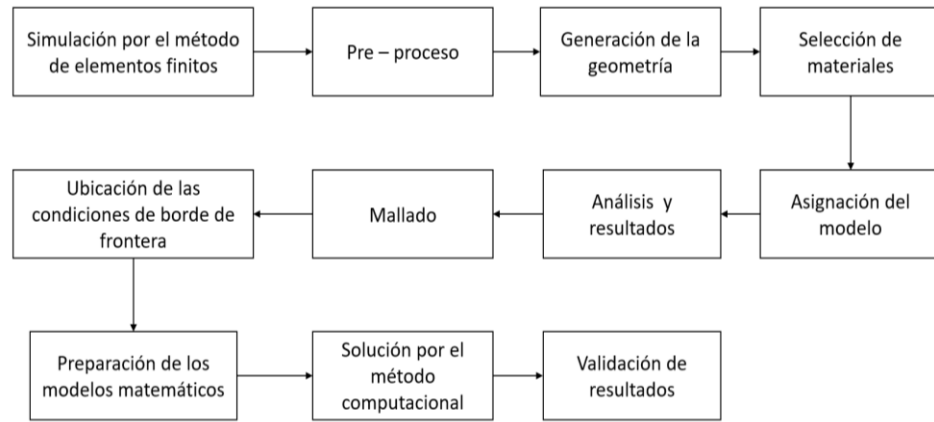 Simulación por el método
de elementos finitos
Pre – proceso
Generación de la
geometría
Selección de
materiales
Asignación del
modelo
Análisis y
resultados
Mallado
Ubicación de las
condiciones de borde de
frontera
Preparación de los
modelos matemáticos
Solución por el
método
computacional
Validación de
resultados